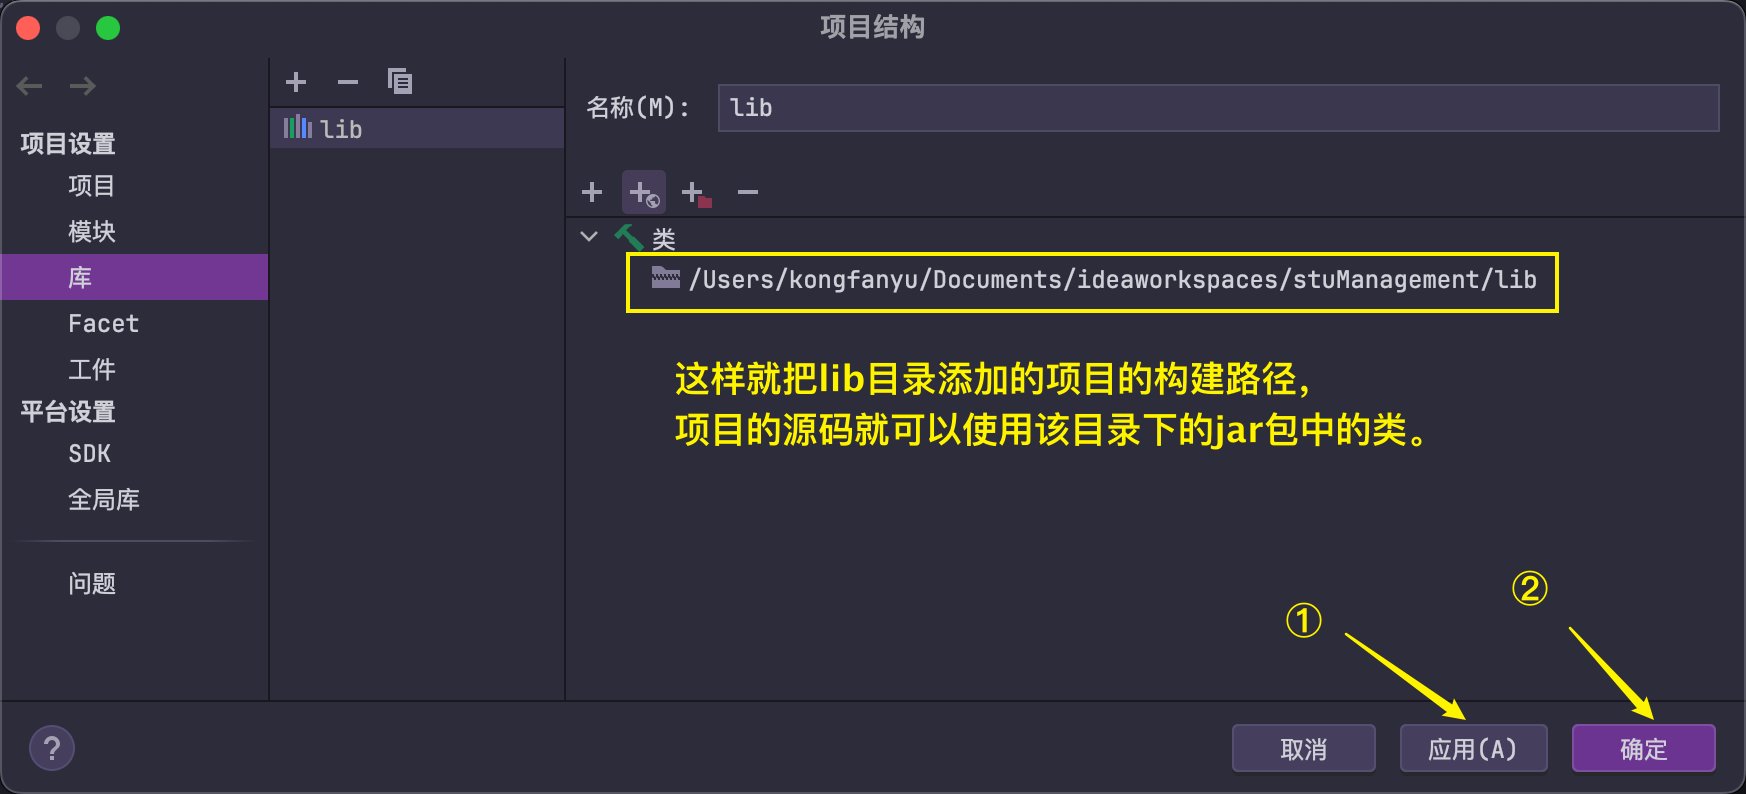 项目结构
项目设置
项目
模块
库
Facet
工件
平台设置
SDK
全局库
问题
lib
名称(M): lib
类
/Users/kongfanyu/Documents/ideaworkspaces/stuManagement/lib
这样就把lib目录添加的项目的构建路径，
项目的源码就可以使用该目录下的jar包中的类。
①
②
?
取消
应用(A)
确定